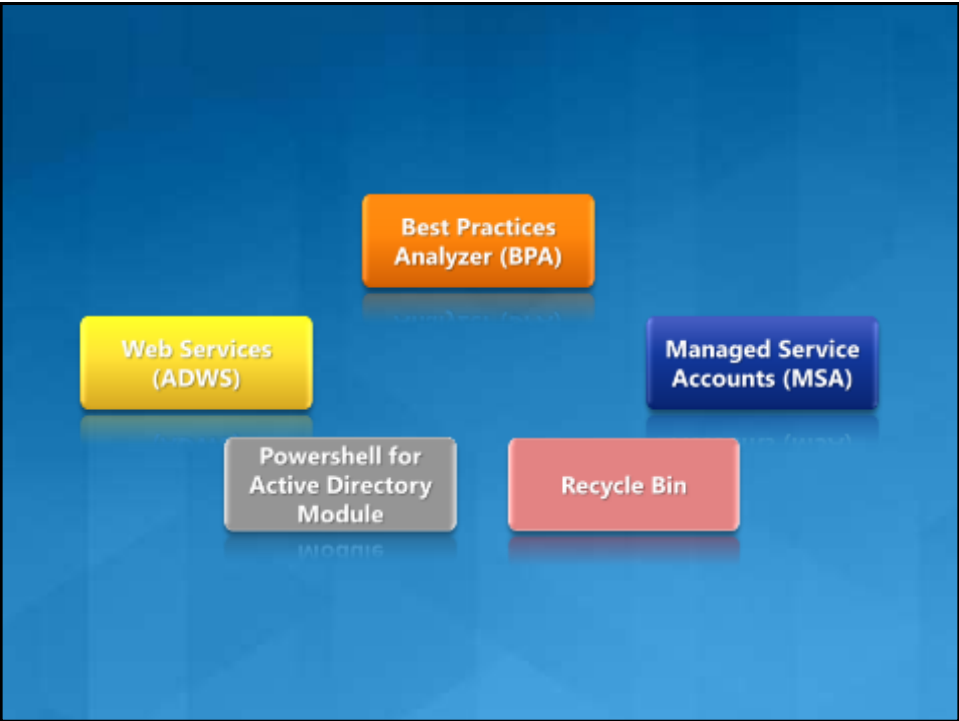 Best Practices
Analyzer (BPA)
Web Services
(ADWS)
Managed Service
Accounts (MSA)
Powershell for
Active Directory
Module
Recycle Bin